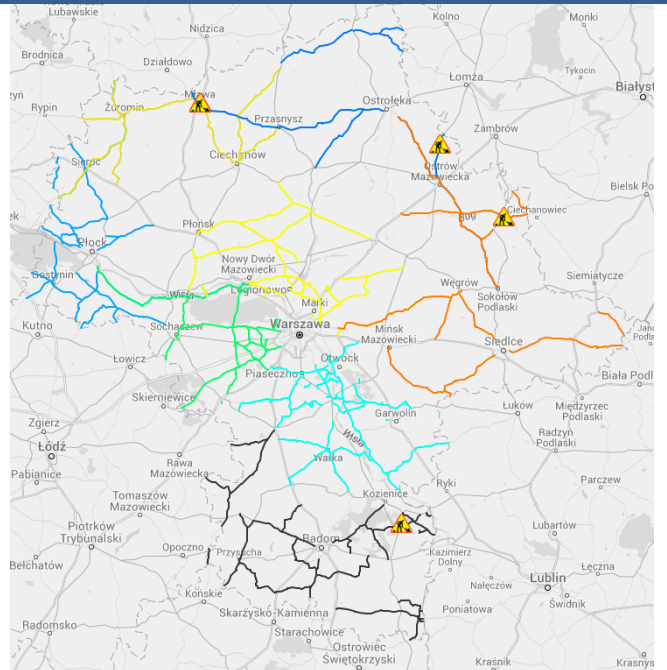 Lubawskie
Nidzica
Kolno
Mońki
Brodnica
Działdowo
Tykocin
Łomża
Białyst
Mława
Rypin
Żuromin
Ostrołęka
Przasnysz
Zambrów
Ciechanów
Sierpc
Ostrów
Mazowiecka
Bielsk Po
Ciechanowiec
Bug
Płońsk
Płock
Nowy Dwór
Mazowiecki
Siemiatycze
Gostynin
Węgrów
Legionowo
Wisła
Marki
Sokołów
Podlaski
Kutno
Sochaczew
Warszawa
Mińsk
Mazowiecki
Siedlce
Łowicz
Otwock
Piaseczno
Biała Podl
Skierniewice
Garwolin
Łuków
Międzyrzec
Podlaski
Zgierz
Radzyń
Podlaski
Łódź
Wisła
Rawa
Mazowiecka
Warka
Pabianice
Ryki
Parczew
Kozienice
Tomaszów
Mazowiecki
Piotrków
Trybunalski
Lubartów
Radom
Opoczno
Przysucha
Kazimierz
Dolny
Bełchatów
Łęczna
Lublin
Nałęczów
Końskie
Świdnik
Poniatowa
Skarżysko-Kamienna
Radomsko
Starachowice
Ostrowiec
Świętokrzyski
Kraśnik
Krasnys